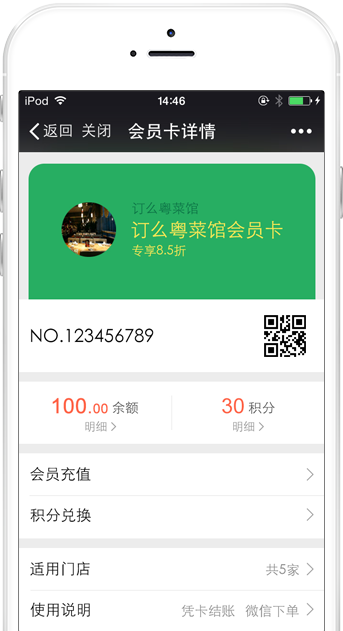 iPod 14:46
返回 关闭 会员卡详情
订么粤菜馆
订么粤菜馆会员卡
专享8.5折
NO.123456789
100.00 余额 30 积分
明细 明细
会员充值
积分兑换
适用门店 共5家
使用说明 凭卡结账 微信下单